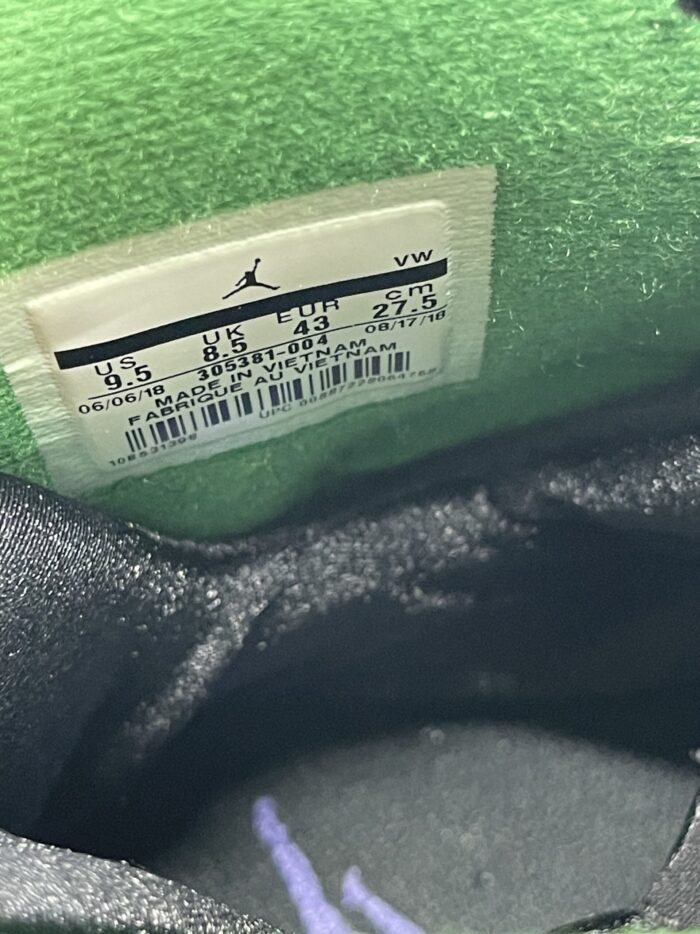 VW
US UK EUR cm
9.5 8.5 43 27.5
06/06/18 305381-004 08/17/18
MADE IN VIETNAM
FABRIQUE AU VIETNAM
UPC